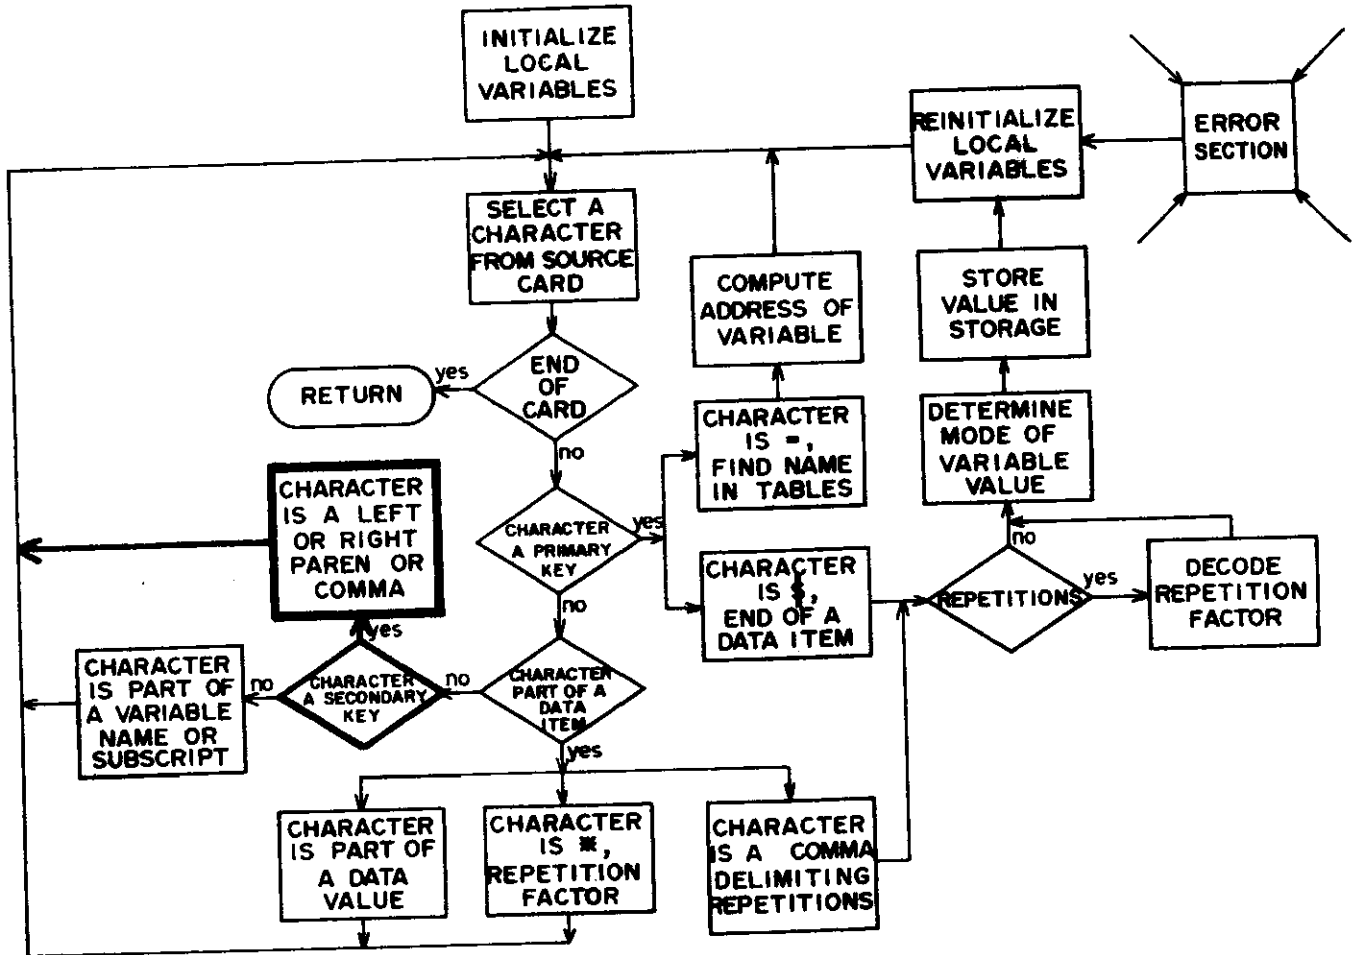 INITIALIZE
LOCAL
VARIABLES
REINITIALIZE
LOCAL
VARIABLES
ERROR
SECTION
SELECT A
CHARACTER
FROM SOURCE
CARD
COMPUTE
ADDRESS OF
VARIABLE
STORE
VALUE IN
STORAGE
END
OF
CARD
yes
RETURN
no
CHARACTER
IS =,
FIND NAME
IN TABLES
DETERMINE
MODE OF
VARIABLE
VALUE
CHARACTER
IS A LEFT
OR RIGHT
PAREN OR
COMMA
CHARACTER
A PRIMARY
KEY
yes
no
CHARACTER
IS $,
END OF A
DATA ITEM
no
REPETITIONS
yes
DECODE
REPETITION
FACTOR
yes
CHARACTER
IS PART OF
A VARIABLE
NAME OR
SUBSCRIPT
no
CHARACTER
A SECONDARY
KEY
no
CHARACTER
PART OF A
DATA
ITEM
yes
CHARACTER
IS PART OF
A DATA
VALUE
CHARACTER
IS *,
REPETITION
FACTOR
CHARACTER
IS A COMMA
DELIMITING
REPETITIONS